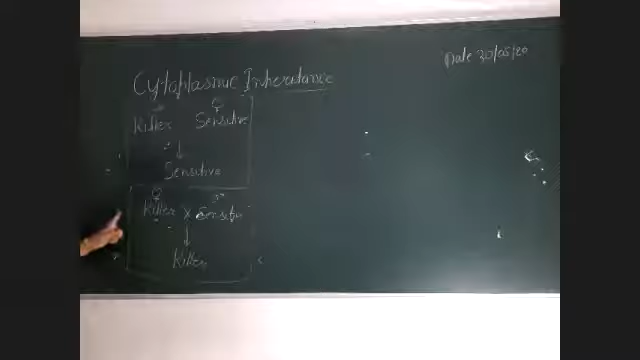 Date 30/05/20
Cytoplasmic Inheritance
♂ ♀
Killer Sensitive
↓
Sensitive
♀ ♂
Killer X Sensitive
↓
Killer